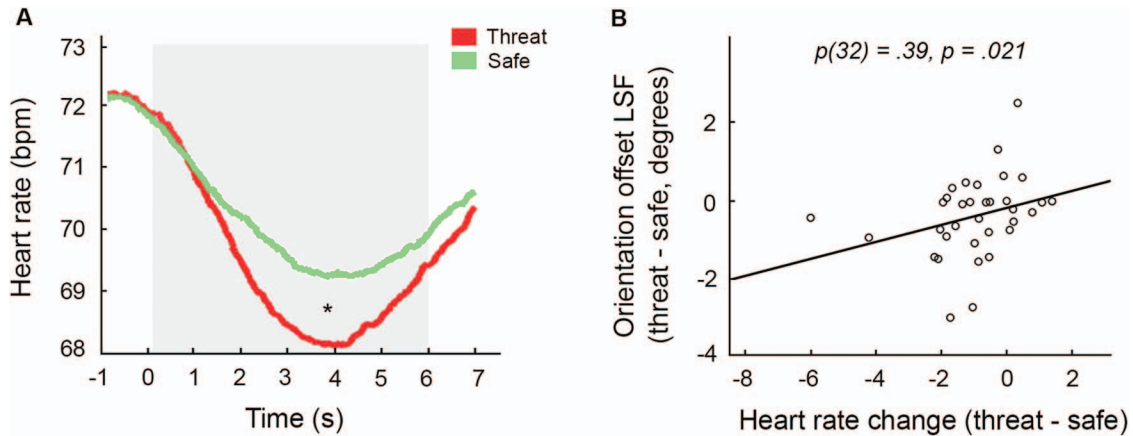 A
Threat
Safe
73
72
71
70
69
68
Heart rate (bpm)
*
-1 0 1 2 3 4 5 6 7
Time (s)
B
p(32) = .39, p = .021
Orientation offset LSF
(threat - safe, degrees)
2
0
-2
-4
-8 -6 -4 -2 0 2
Heart rate change (threat - safe)